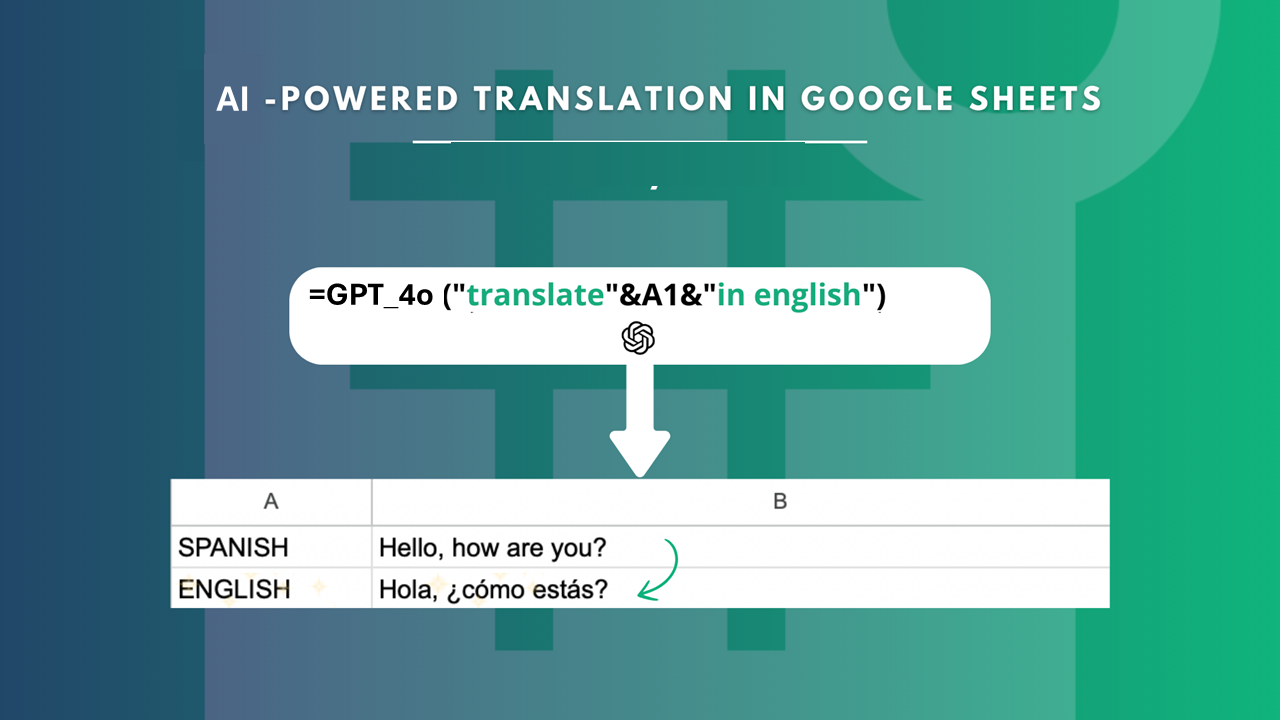 AI -POWERED TRANSLATION IN GOOGLE SHEETS
=GPT_4o ("translate"&A1&"in english")
A B
SPANISH Hello, how are you?
ENGLISH Hola, ¿cómo estás?